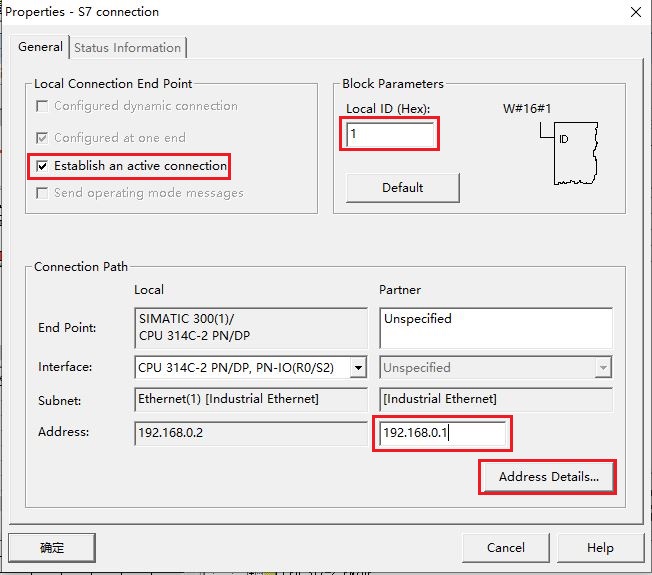 Properties - S7 connection
General
Status Information
Local Connection End Point
Configured dynamic connection
Configured at one end
Establish an active connection
Send operating mode messages
Block Parameters
Local ID (Hex):
1
W#16#1
ID
Default
Connection Path
Local
Partner
End Point:
SIMATIC 300(1)/
CPU 314C-2 PN/DP
Unspecified
Interface:
CPU 314C-2 PN/DP, PN-IO(R0/S2)
Unspecified
Subnet:
Ethernet(1) [Industrial Ethernet]
[Industrial Ethernet]
Address:
192.168.0.2
192.168.0.1
Address Details...
确定
Cancel
Help